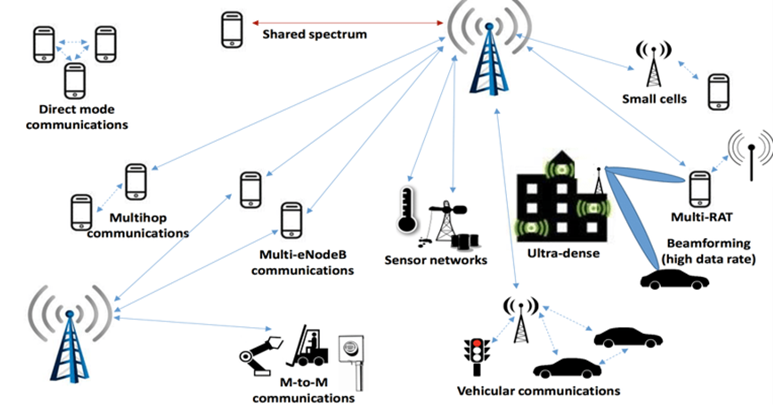 Shared spectrum
Direct mode
communications
Small cells
Multihop
communications
Multi-eNodeB
communications
Sensor networks
Ultra-dense
Multi-RAT
Beamforming
(high data rate)
M-to-M
communications
Vehicular communications